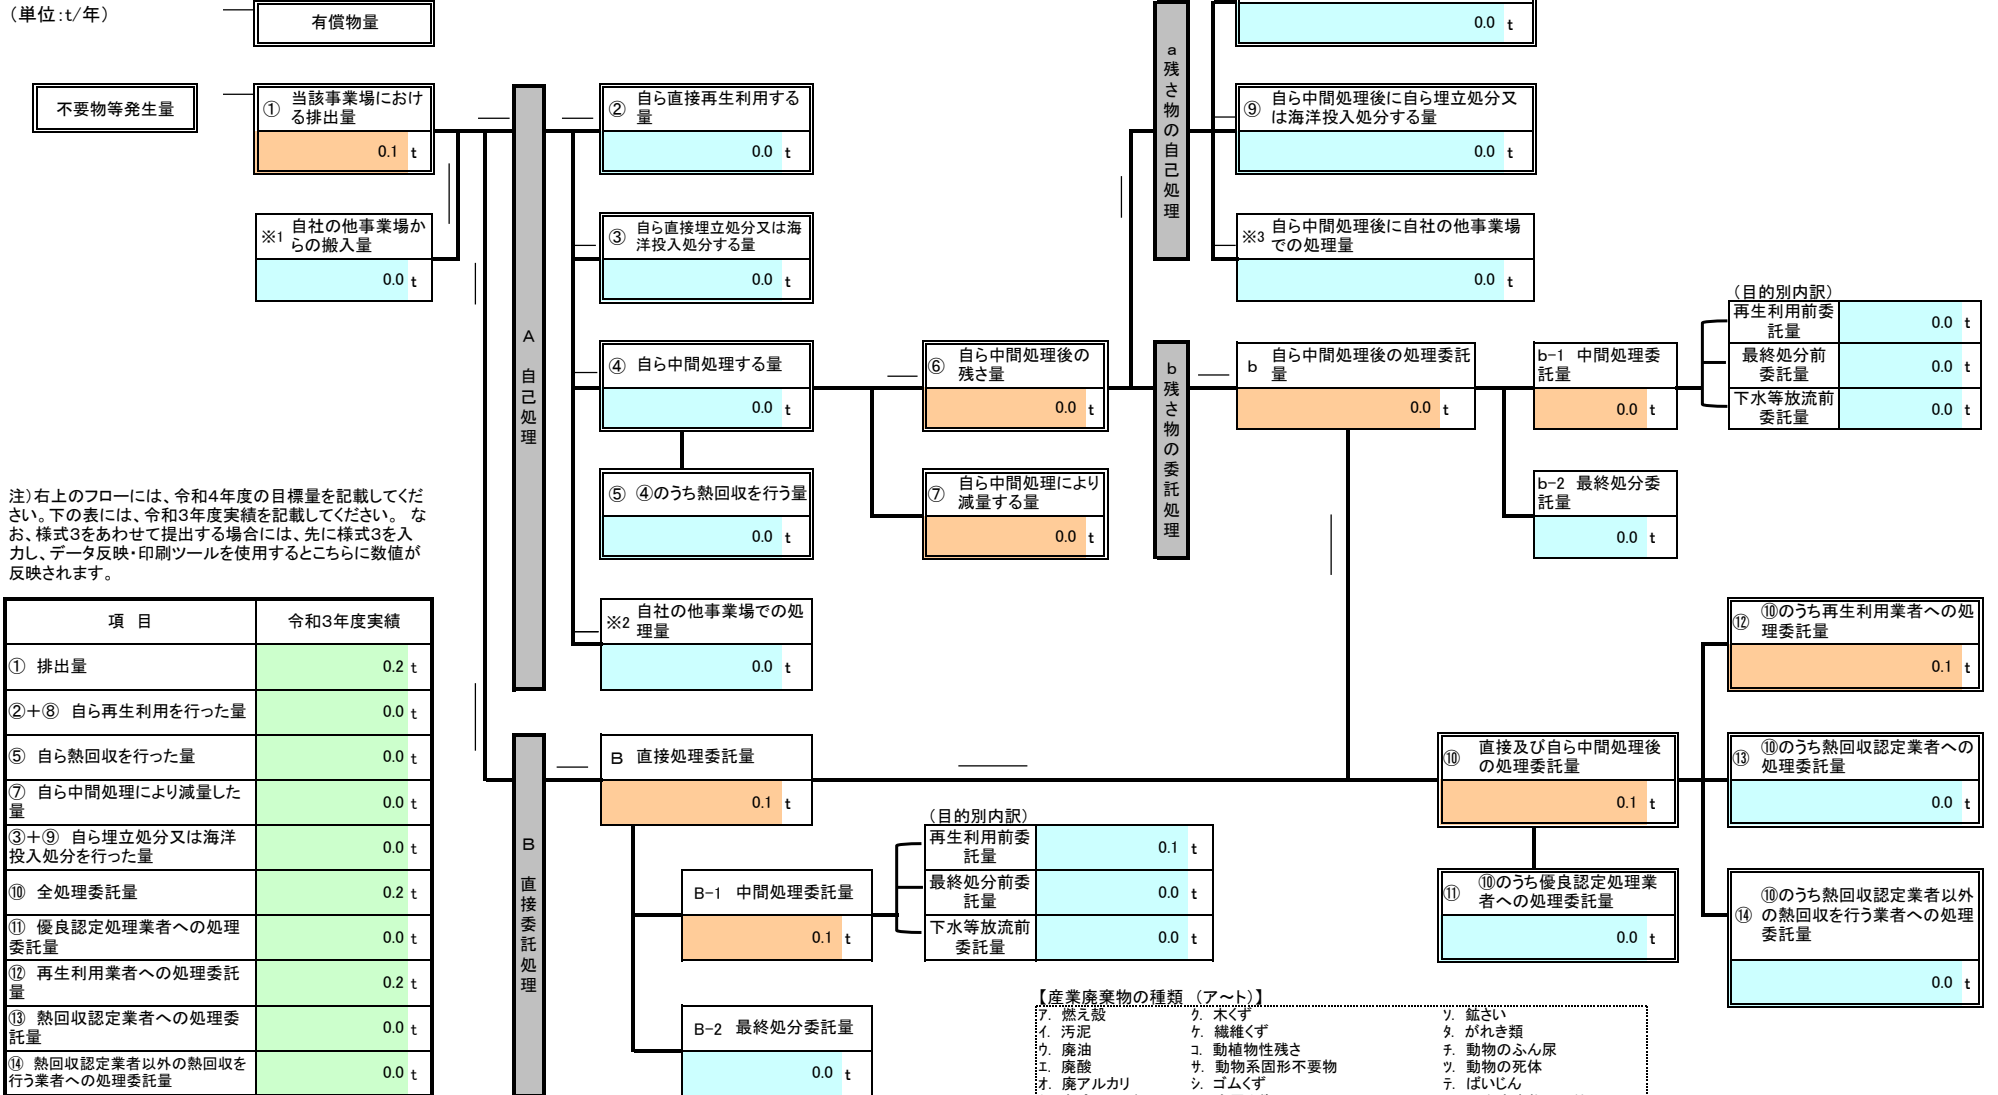 （単位：t/年）
有償物量
0.0 t
不要物等発生量
① 当該事業場におけ
る排出量
0.1 t
※1 自社の他事業場か
らの搬入量
0.0 t
A 自己処理
② 自ら直接再生利用する
量
0.0 t
③ 自ら直接埋立処分又は海
洋投入処分する量
0.0 t
④ 自ら中間処理する量
0.0 t
⑤ ④のうち熱回収を行う量
0.0 t
※2 自社の他事業場での処
理量
0.0 t
⑥ 自ら中間処理後の
残さ量
0.0 t
⑦ 自ら中間処理により
減量する量
0.0 t
a 残さ物の自己処理
⑨ 自ら中間処理後に自ら埋立処分又
は海洋投入処分する量
0.0 t
※3 自ら中間処理後に自社の他事業場
での処理量
0.0 t
b 残さ物の委託処理
b 自ら中間処理後の処理委託
量
0.0 t
b-1 中間処理委
託量
0.0 t
（目的別内訳）
再生利用前委
託量
0.0 t
最終処分前
委託量
0.0 t
下水等放流前
委託量
0.0 t
b-2 最終処分委
託量
0.0 t
注）右上のフローには、令和4年度の目標量を記載してくだ
さい。下の表には、令和3年度実績を記載してください。 な
お、様式3をあわせて提出する場合には、先に様式3を入
力し、データ反映・印刷ツールを使用するとこちらに数値が
反映されます。
項 目 令和3年度実績
① 排出量 0.2 t
②＋⑧ 自ら再生利用を行った量 0.0 t
⑤ 自ら熱回収を行った量 0.0 t
⑦ 自ら中間処理により減量した
量 0.0 t
③＋⑨ 自ら埋立処分又は海洋
投入処分を行った量 0.0 t
⑩ 全処理委託量 0.2 t
⑪ 優良認定処理業者への処理
委託量 0.0 t
⑫ 再生利用業者への処理委託
量 0.2 t
⑬ 熱回収認定業者への処理委
託量 0.0 t
⑭ 熱回収認定業者以外の熱回収を
行う業者への処理委託量 0.0 t
B 直接委託処理
B 直接処理委託量
0.1 t
B-1 中間処理委託量
0.1 t
（目的別内訳）
再生利用前委
託量
0.1 t
最終処分前委
託量
0.0 t
下水等放流前
委託量
0.0 t
B-2 最終処分委託量
0.0 t
⑩ 直接及び自ら中間処理後
の処理委託量
0.1 t
⑪ ⑩のうち優良認定処理業
者への処理委託量
0.0 t
⑫ ⑩のうち再生利用業者への処
理委託量
0.1 t
⑬ ⑩のうち熱回収認定業者への
処理委託量
0.0 t
⑭ ⑩のうち熱回収認定業者以外
の熱回収を行う業者への処理
委託量
0.0 t
【産業廃棄物の種類 （ア～ト）】
ア. 燃え殻 ク. 木くず ソ. 鉱さい
イ. 汚泥 ケ. 繊維くず タ. がれき類
ウ. 廃油 コ. 動植物性残さ チ. 動物のふん尿
エ. 廃酸 サ. 動物系固形不要物 ツ. 動物の死体
オ. 廃アルカリ シ. ゴムくず テ. ばいじん